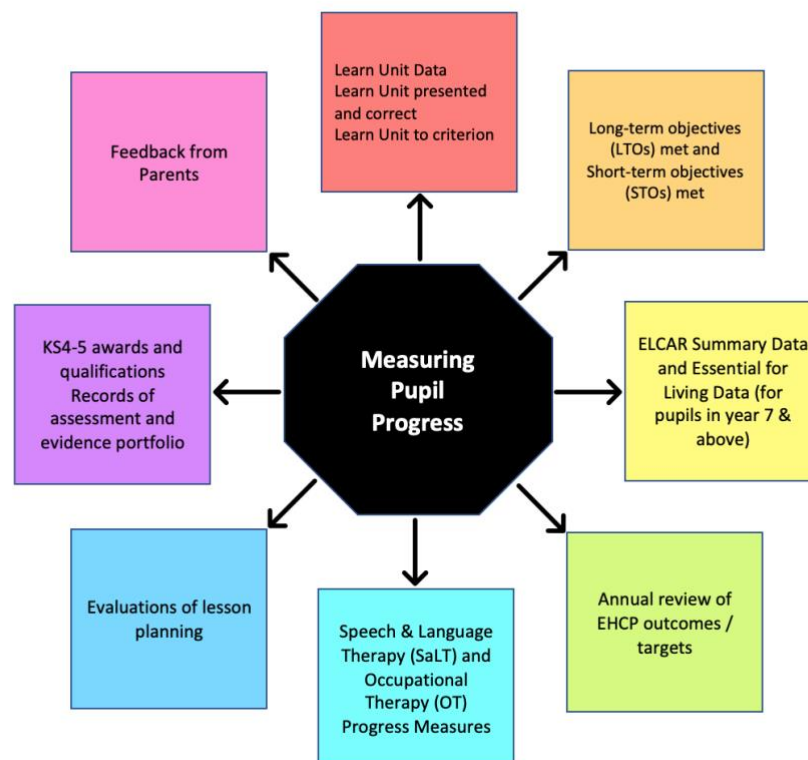 Learn Unit Data
Learn Unit presented
and correct
Learn Unit to criterion
Feedback from
Parents
Long-term objectives
(LTOs) met and
Short-term objectives
(STOs) met
KS4-5 awards and
qualifications
Records of
assessment and
evidence portfolio
Measuring
Pupil
Progress
ELCAR Summary Data
and Essential for
Living Data (for
pupils in year 7 &
above)
Evaluations of lesson
planning
Speech & Language
Therapy (SaLT) and
Occupational
Therapy (OT)
Progress Measures
Annual review of
EHCP outcomes /
targets